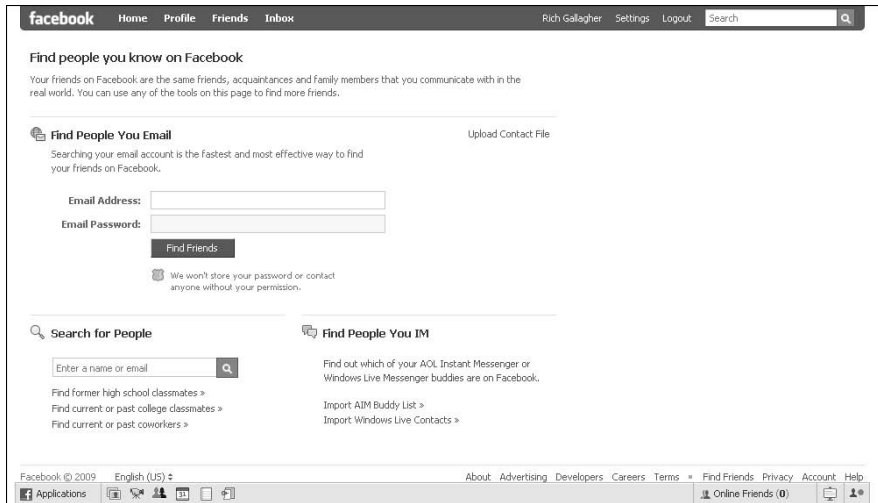 facebook Home Profile Friends Inbox Rich Gallagher Settings Logout Search
Find people you know on Facebook
Your friends on Facebook are the same friends, acquaintances and family members that you communicate with in the
real world. You can use any of the tools on this page to find more friends.
Find People You Email Upload Contact File
Searching your email account is the fastest and most effective way to find
your friends on Facebook.
Email Address:
Email Password:
Find Friends
We won't store your password or contact
anyone without your permission.
Search for People
Enter a name or email
Find former high school classmates »
Find current or past college classmates »
Find current or past coworkers »
Find People You IM
Find out which of your AOL Instant Messenger or
Windows Live Messenger buddies are on Facebook.
Import AIM Buddy List »
Import Windows Live Contacts »
Facebook © 2009 English (US) About Advertising Developers Careers Terms Find Friends Privacy Account Help
Applications 31 Online Friends (0)